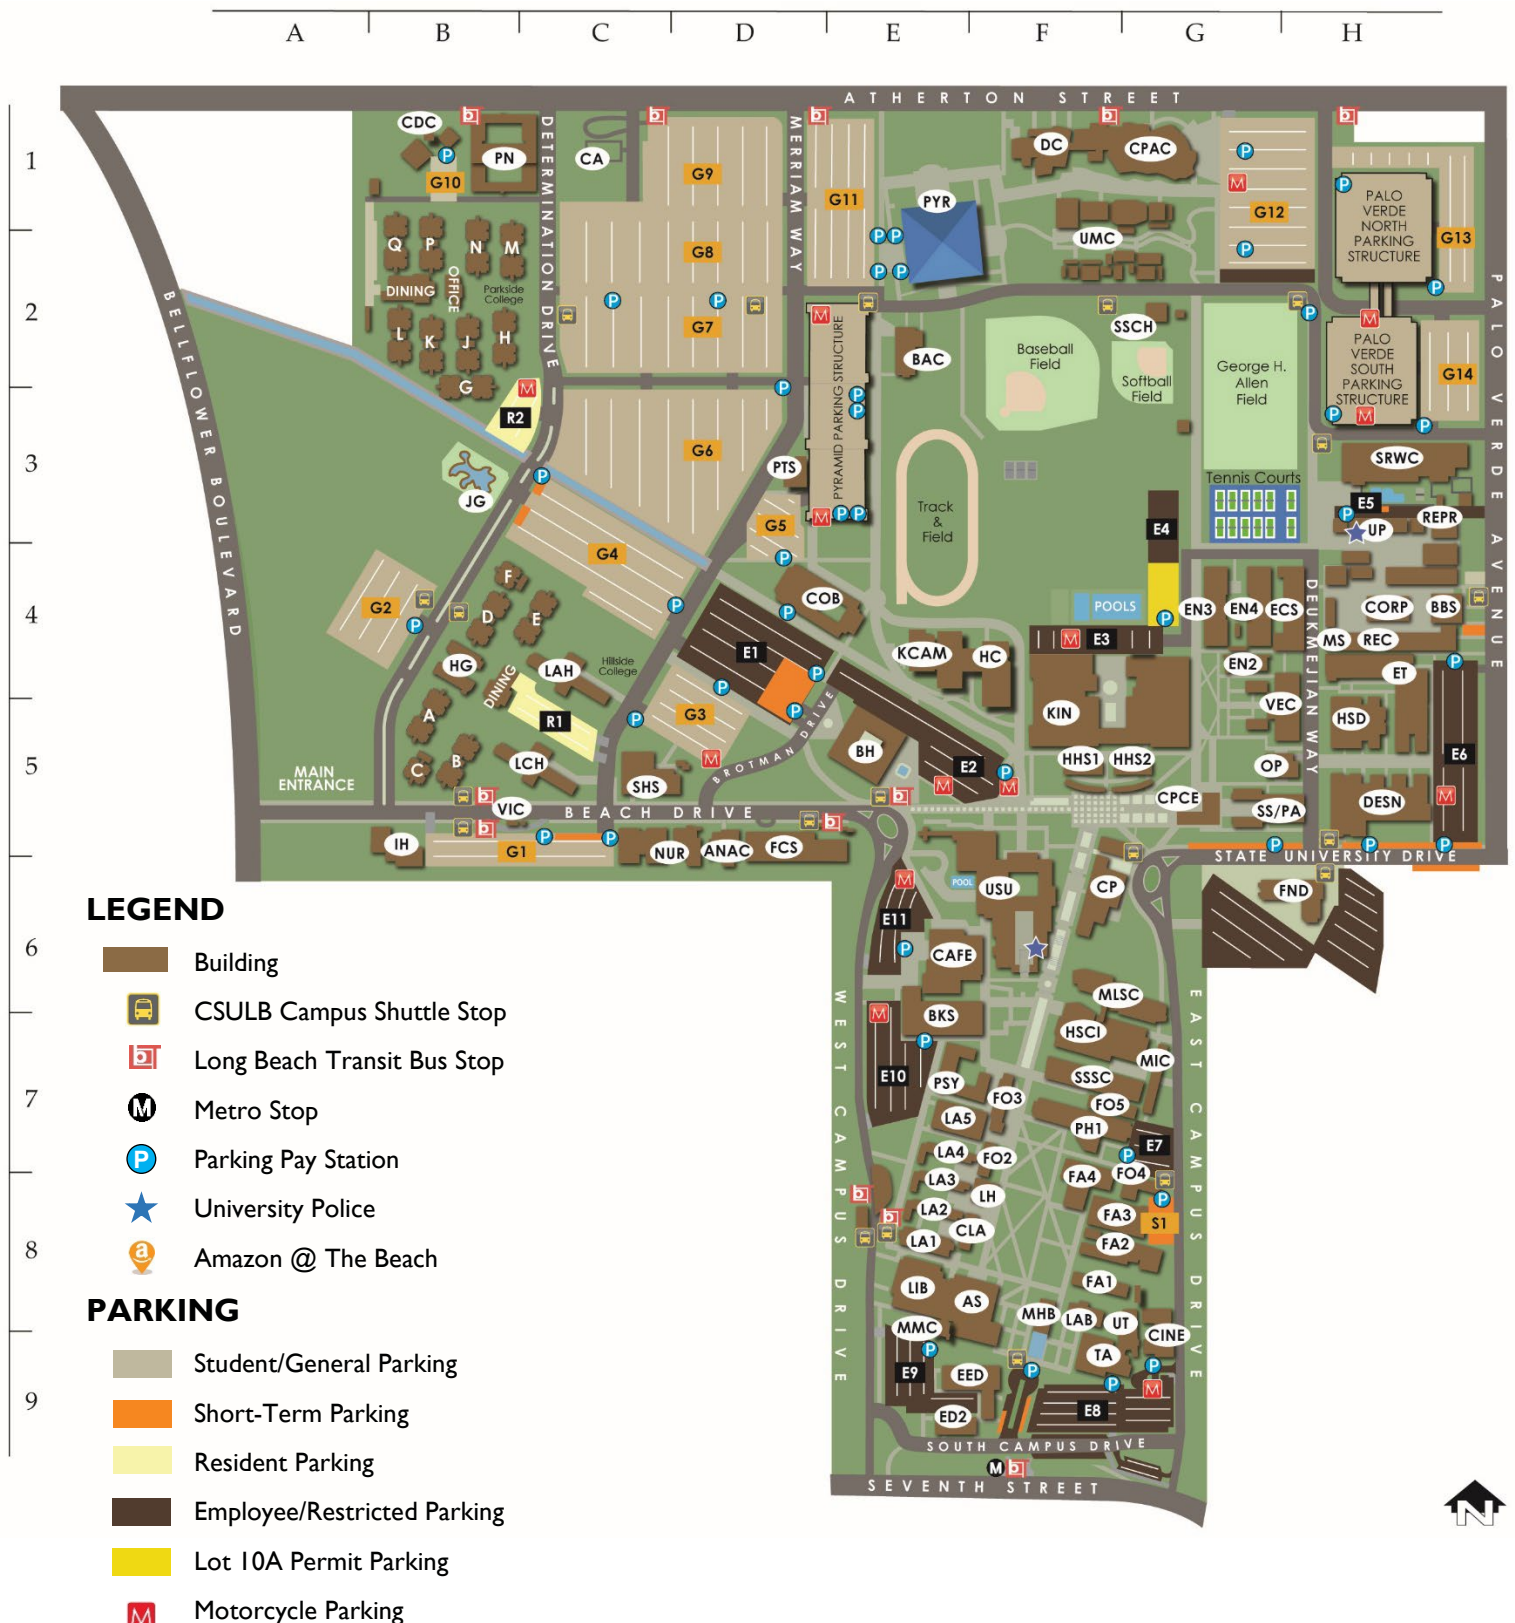 A B C D E F G H
1
2
3
4
5
6
7
8
9
ATHERTON STREET
BELLFLOWER BOULEVARD
DETERMINATION DRIVE
MERRIAM WAY
PALO VERDE AVENUE
CDC
PN
G10
CA
G9
G11
PYR
DC
CPAC
UMC
G12
PALO
VERDE
NORTH
PARKING
STRUCTURE
G13
Q
P
N
M
DINING
OFFICE
Parkside
College
L
K
J
H
G
G8
G7
PYRAMID PARKING STRUCTURE
BAC
Baseball
Field
SSCH
Softball
Field
George H.
Allen
Field
PALO
VERDE
SOUTH
PARKING
STRUCTURE
G14
R2
JG
G6
PTS
G5
Track
&
Field
Tennis Courts
SRWC
E5
UP
REPR
E4
G4
G2
F
D
E
HG
LAH
DINING
Hillside
College
A
B
C
R1
LCH
E1
G3
COB
KCAM
HC
POOLS
E3
EN3
EN4
ECS
EN2
VEC
DEUKMEJIAN WAY
CORP
BBS
MS
REC
ET
HSD
E6
KIN
HHS1
HHS2
OP
CPCE
SS/PA
DESN
BROTMAN DRIVE
BH
E2
SHS
MAIN
ENTRANCE
VIC
BEACH DRIVE
IH
G1
NUR
ANAC
FCS
STATE UNIVERSITY DRIVE
FND
POOL
USU
CP
E11
CAFE
BKS
E10
MLSC
HSCI
MIC
SSSC
PSY
FO3
LA5
FO5
PH1
E7
LA4
FO2
LA3
LH
FA4
FO4
LA2
CLA
FA3
S1
LA1
FA2
LIB
AS
FA1
MHB
LAB
UT
CINE
MMC
TA
E9
EED
ED2
E8
WEST CAMPUS DRIVE
EAST CAMPUS DRIVE
SOUTH CAMPUS DRIVE
SEVENTH STREET
N
LEGEND
Building
CSULB Campus Shuttle Stop
Long Beach Transit Bus Stop
M Metro Stop
P Parking Pay Station
University Police
Amazon @ The Beach
PARKING
Student/General Parking
Short-Term Parking
Resident Parking
Employee/Restricted Parking
Lot 10A Permit Parking
M Motorcycle Parking